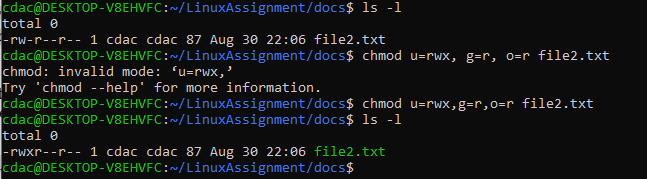 cdac@DESKTOP-V8EHVFC:~/LinuxAssignment/docs$ ls -l
total 0
-rw-r--r-- 1 cdac cdac 87 Aug 30 22:06 file2.txt
cdac@DESKTOP-V8EHVFC:~/LinuxAssignment/docs$ chmod u=rwx, g=r, o=r file2.txt
chmod: invalid mode: ‘u=rwx,’
Try 'chmod --help' for more information.
cdac@DESKTOP-V8EHVFC:~/LinuxAssignment/docs$ chmod u=rwx,g=r,o=r file2.txt
cdac@DESKTOP-V8EHVFC:~/LinuxAssignment/docs$ ls -l
total 0
-rwxr--r-- 1 cdac cdac 87 Aug 30 22:06 file2.txt
cdac@DESKTOP-V8EHVFC:~/LinuxAssignment/docs$